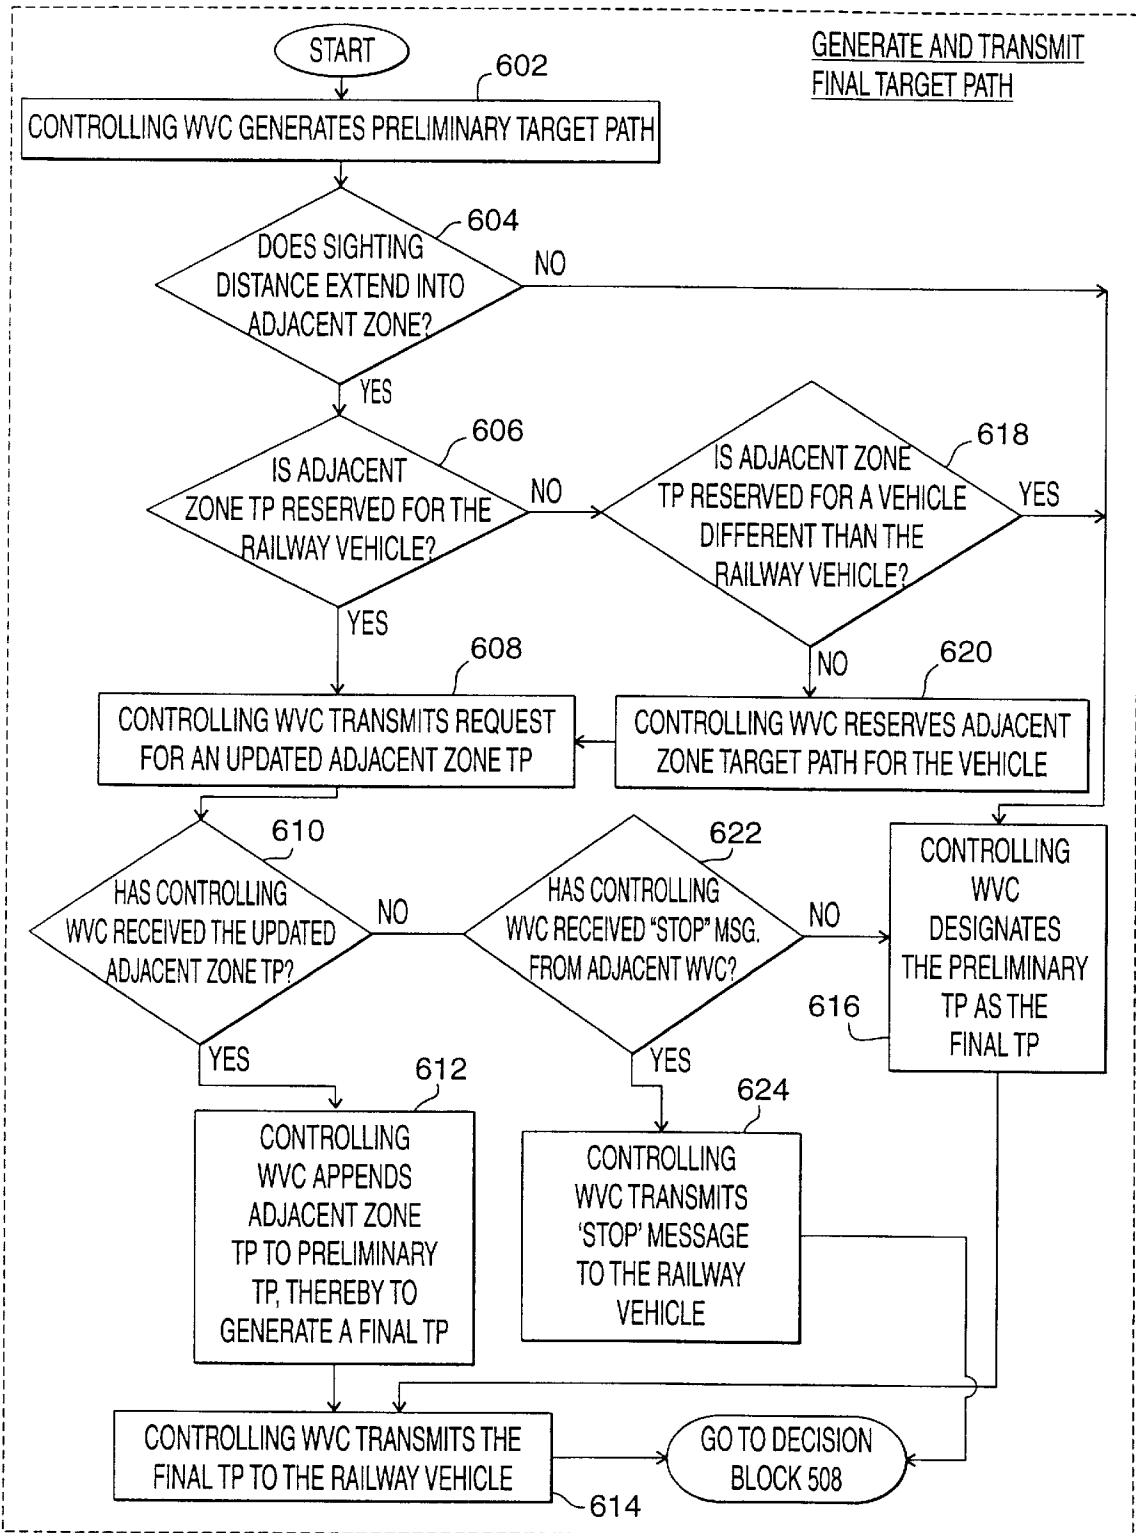 START
GENERATE AND TRANSMIT
FINAL TARGET PATH
602
CONTROLLING WVC GENERATES PRELIMINARY TARGET PATH
604
DOES SIGHTING
DISTANCE EXTEND INTO
ADJACENT ZONE?
NO
YES
606
IS ADJACENT
ZONE TP RESERVED FOR THE
RAILWAY VEHICLE?
NO
YES
618
IS ADJACENT ZONE
TP RESERVED FOR A VEHICLE
DIFFERENT THAN THE
RAILWAY VEHICLE?
YES
NO
608
CONTROLLING WVC TRANSMITS REQUEST
FOR AN UPDATED ADJACENT ZONE TP
620
CONTROLLING WVC RESERVES ADJACENT
ZONE TARGET PATH FOR THE VEHICLE
610
HAS CONTROLLING
WVC RECEIVED THE UPDATED
ADJACENT ZONE TP?
NO
YES
622
HAS CONTROLLING
WVC RECEIVED "STOP" MSG.
FROM ADJACENT WVC?
NO
YES
CONTROLLING
WVC
DESIGNATES
THE PRELIMINARY
TP AS THE
FINAL TP
616
612
CONTROLLING
WVC APPENDS
ADJACENT ZONE
TP TO PRELIMINARY
TP, THEREBY TO
GENERATE A FINAL TP
624
CONTROLLING
WVC TRANSMITS
'STOP' MESSAGE
TO THE RAILWAY
VEHICLE
CONTROLLING WVC TRANSMITS THE
FINAL TP TO THE RAILWAY VEHICLE
614
GO TO DECISION
BLOCK 508